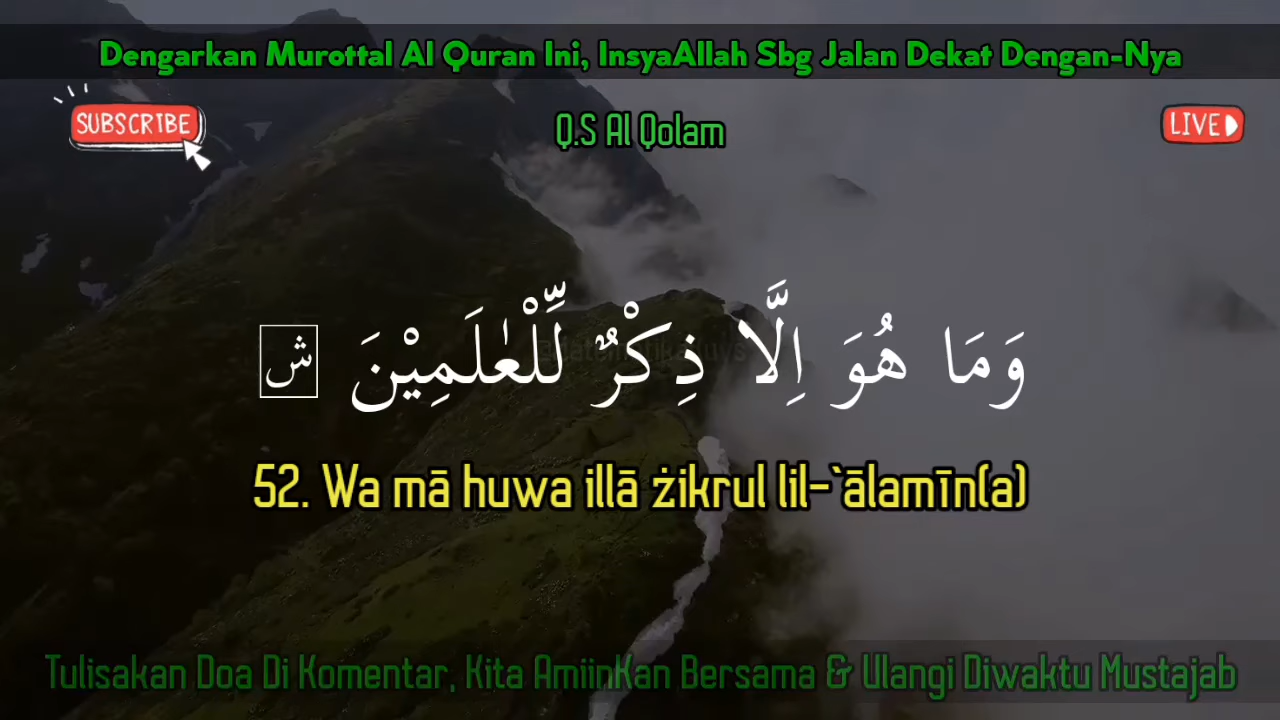 Dengarkan Murottal Al Quran Ini, InsyaAllah Sbg Jalan Dekat Dengan-Nya
SUBSCRIBE
Q.S Al Qolam
LIVE
وَمَا هُوَ اِلَّا ذِكْرٌ لِّلْعٰلَمِيْنَ ࣖ
52. Wa mā huwa illā żikrul lil-`ālamīn(a)
Tulisakan Doa Di Komentar, Kita AmiinKan Bersama & Ulangi Diwaktu Mustajab